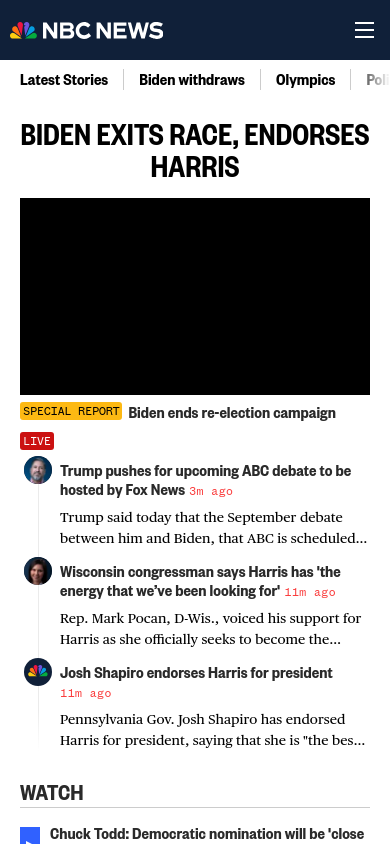 NBC NEWS
Latest Stories
Biden withdraws
Olympics
BIDEN EXITS RACE, ENDORSES
HARRIS
SPECIAL REPORT Biden ends re-election campaign
LIVE
Trump pushes for upcoming ABC debate to be
hosted by Fox News 3m ago
Trump said today that the September debate
between him and Biden, that ABC is scheduled...
Wisconsin congressman says Harris has 'the
energy that we've been looking for' 11m ago
Rep. Mark Pocan, D-Wis., voiced his support for
Harris as she officially seeks to become the...
Josh Shapiro endorses Harris for president
11m ago
Pennsylvania Gov. Josh Shapiro has endorsed
Harris for president, saying that she is "the bes...
WATCH
Chuck Todd: Democratic nomination will be 'close